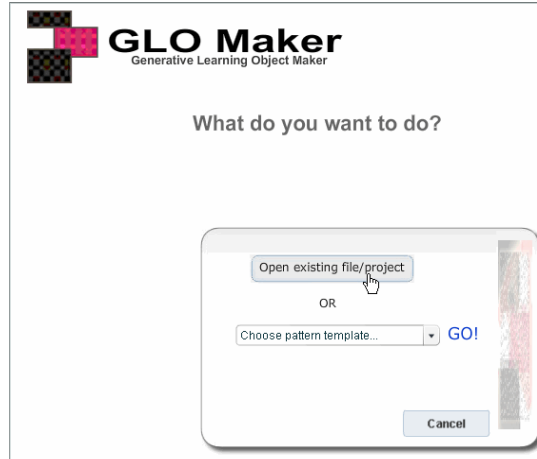 GLO Maker
Generative Learning Object Maker
What do you want to do?
Open existing file/project
OR
Choose pattern template... GO!
Cancel